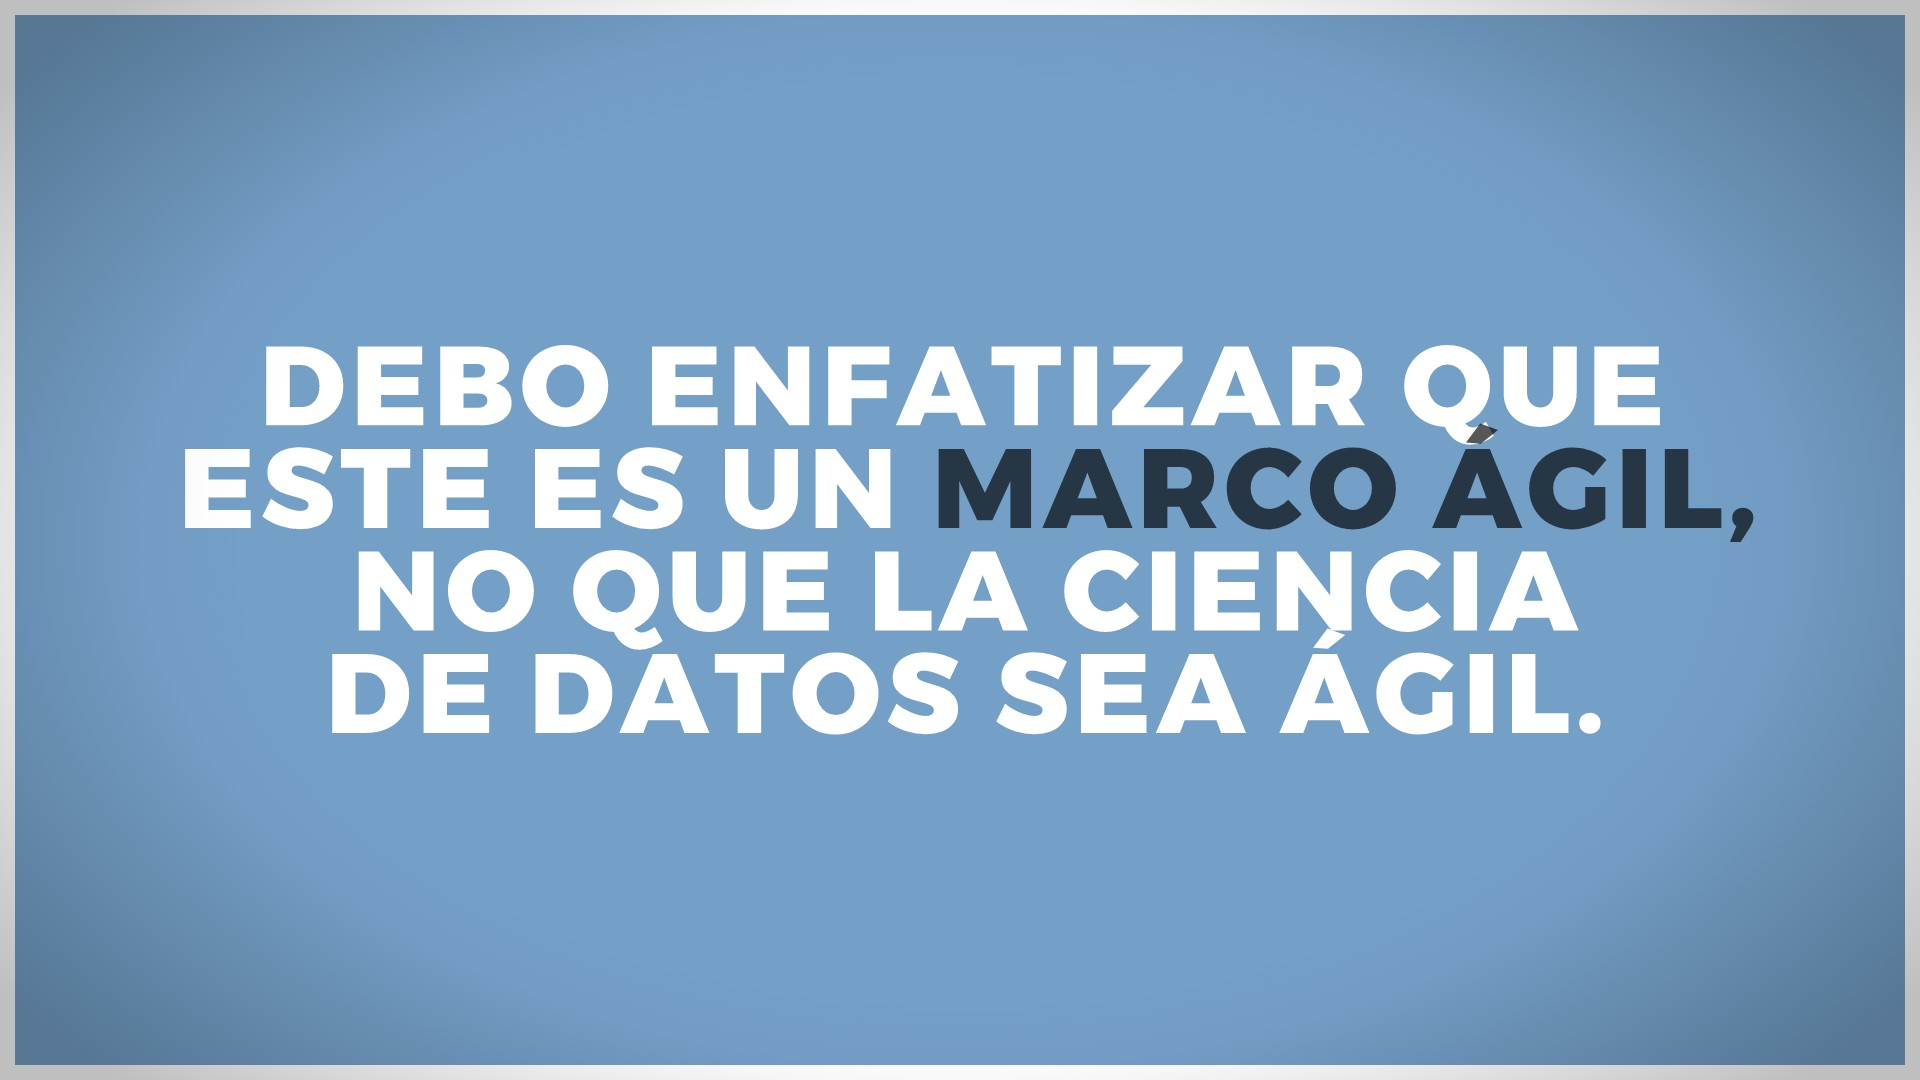 DEBO ENFATIZAR QUE
ESTE ES UN MARCO ÁGIL,
NO QUE LA CIENCIA
DE DATOS SEA ÁGIL.